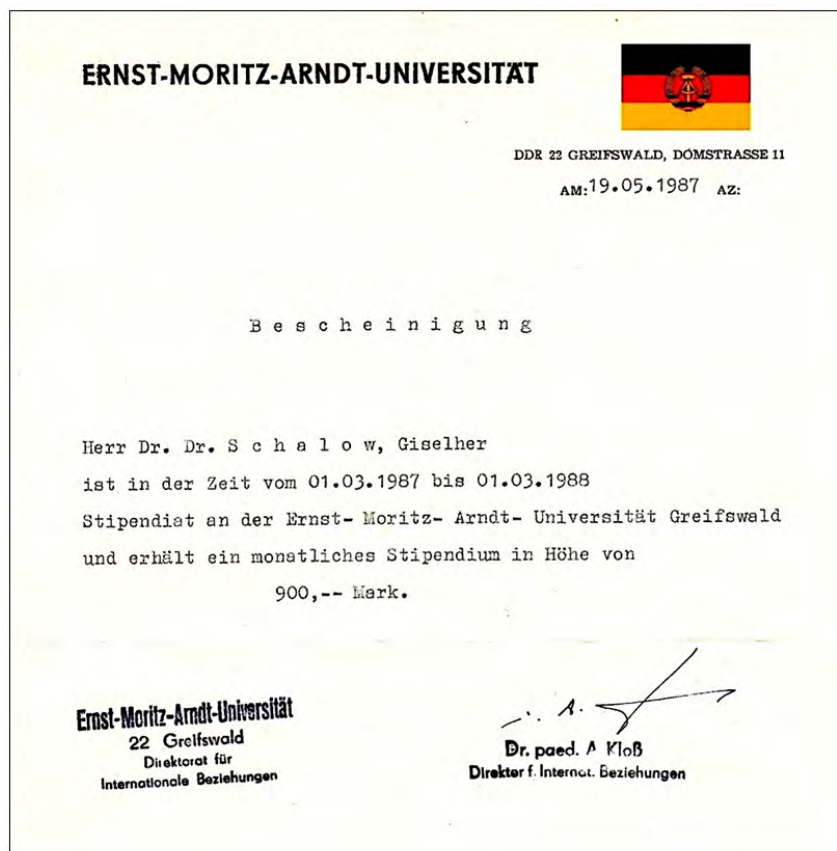 ERNST-MORITZ-ARNDT-UNIVERSITÄT
DDR 22 GREIFSWALD, DOMSTRASSE 11
AM: 19.05.1987 AZ:
B e s c h e i n i g u n g
Herr Dr. Dr. S c h a l o w, Giselher
ist in der Zeit vom 01.03.1987 bis 01.03.1988
Stipendiat an der Ernst- Moritz- Arndt- Universität Greifswald
und erhält ein monatliches Stipendium in Höhe von
900,-- Mark.
Ernst-Moritz-Arndt-Universität
22 Greifswald
Direktorat für
Internationale Beziehungen
i. A.
Dr. paed. A Kloß
Direktor f. Internat. Beziehungen